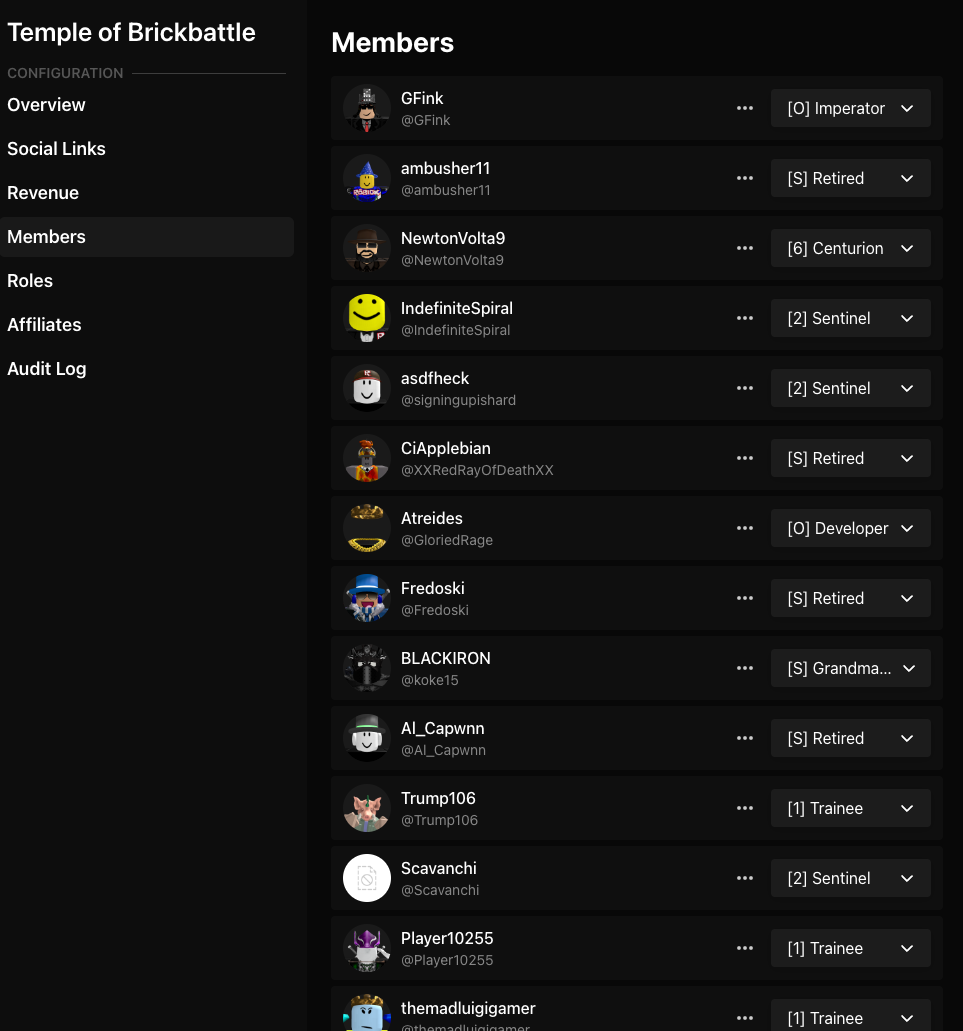 Temple of Brickbattle
CONFIGURATION
Overview
Social Links
Revenue
Members
Roles
Affiliates
Audit Log
Members
GFink
@GFink
[O] Imperator
ambusher11
@ambusher11
[S] Retired
NewtonVolta9
@NewtonVolta9
[6] Centurion
IndefiniteSpiral
@IndefiniteSpiral
[2] Sentinel
asdfheck
@signingupishard
[2] Sentinel
CiApplebian
@XXRedRayOfDeathXX
[S] Retired
Atreides
@GloriedRage
[O] Developer
Fredoski
@Fredoski
[S] Retired
BLACKIRON
@koke15
[S] Grandma...
Al_Capwnn
@Al_Capwnn
[S] Retired
Trump106
@Trump106
[1] Trainee
Scavanchi
@Scavanchi
[2] Sentinel
Player10255
@Player10255
[1] Trainee
themadluigigamer
@themadluigigamer
[1] Trainee